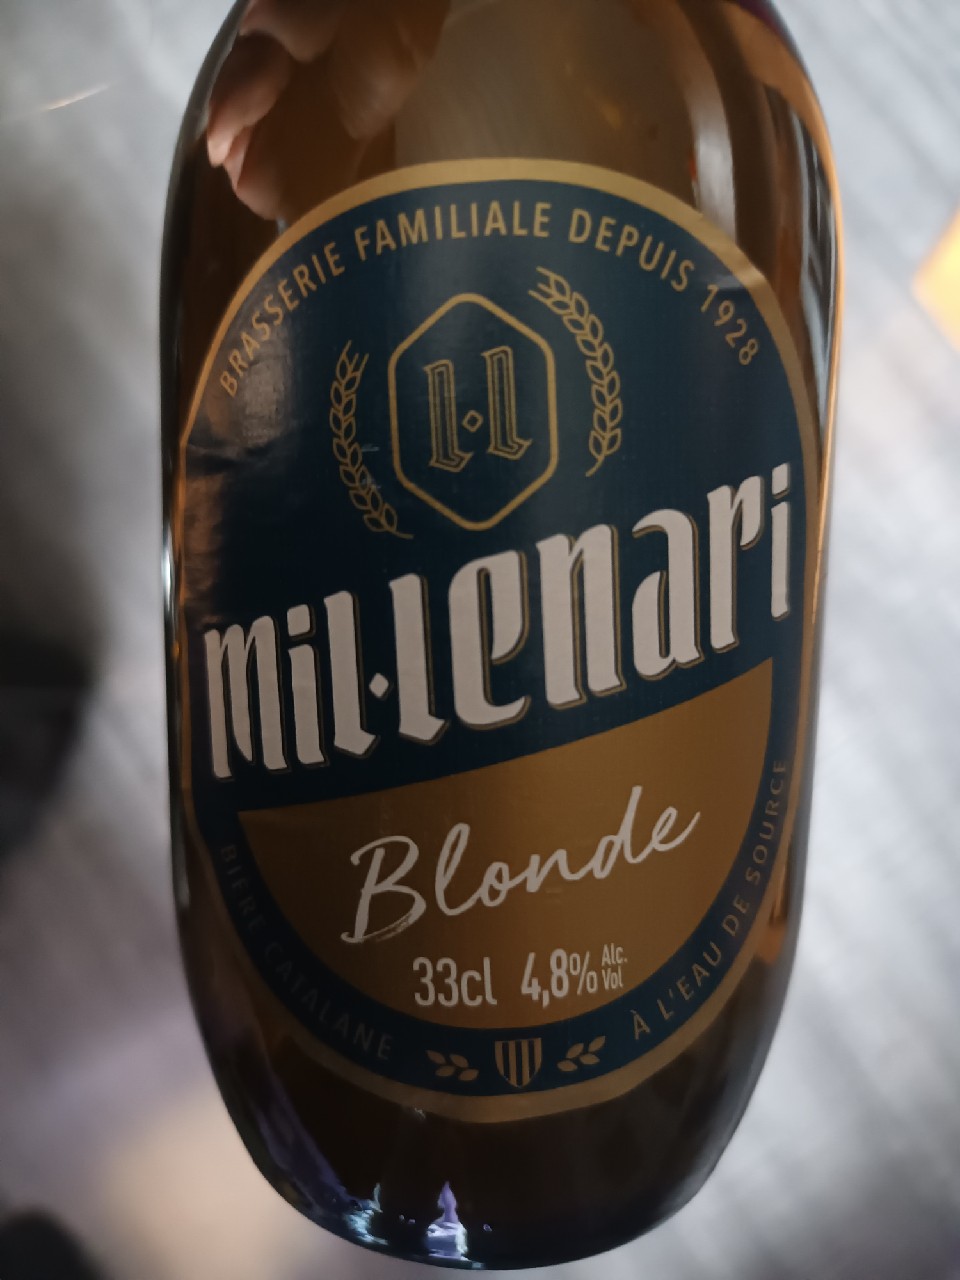 BRASSERIE FAMILIALE DEPUIS 1928
l·l
mil·lenari
Blonde
33cl 4,8% Alc. Vol
BIÈRE CATALANE
À L'EAU DE SOURCE